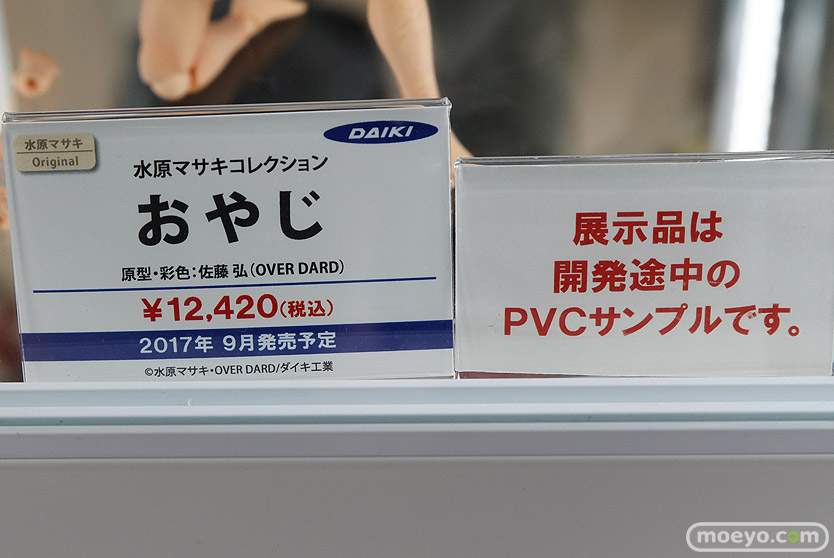 水原マサキ
Original
DAIKI
水原マサキコレクション
おやじ
原型・彩色：佐藤 弘（OVER DARD）
￥12,420（税込）
2017年 9月発売予定
©水原マサキ・OVER DARD/ダイキ工業
展示品は
開発途中の
PVCサンプルです。
moeyo.com